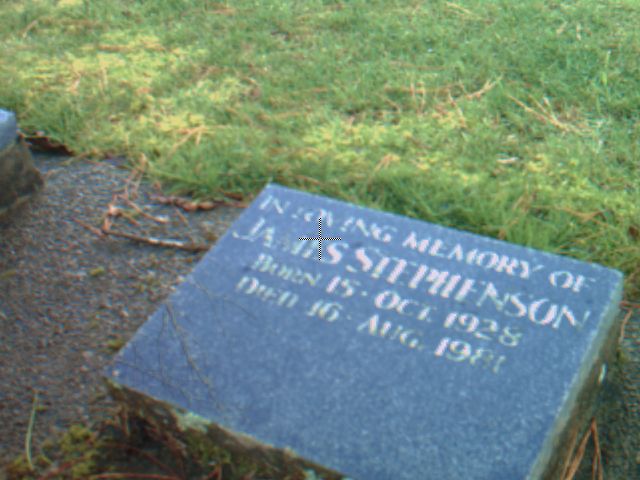 IN LOVING MEMORY OF
JAMES STEPHENSON
BORN 15· OCT. 1928
DIED 16· AUG. 1981